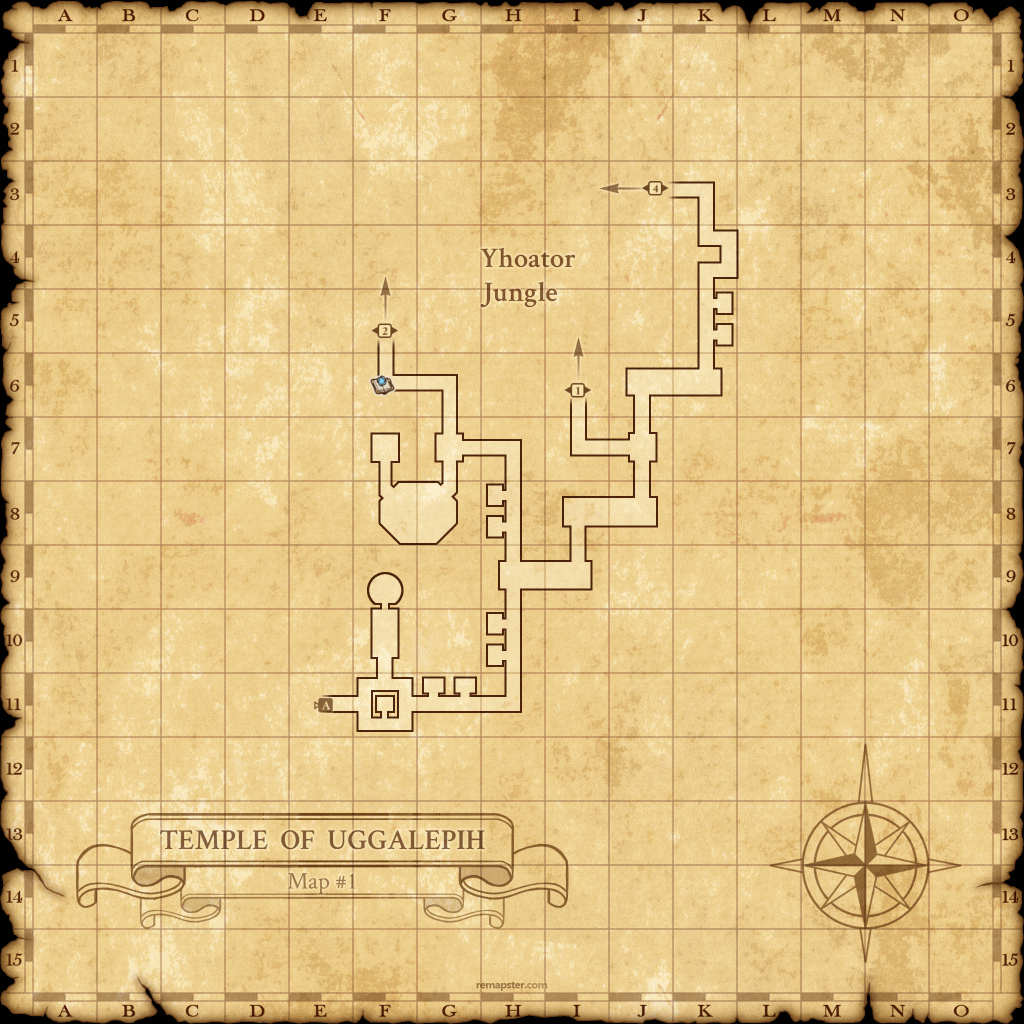 A B C D E F G H I J K L M N O
1 1
2 2
3 4 3
4 Yhoator 4
Jungle
5 2 5
6 1 6
7 7
8 8
9 9
10 10
11 A 11
12 12
13 TEMPLE OF UGGALEPIH 13
Map #1
14 14
15 15
remapster.com
A B C D E F G H I J K L M N O